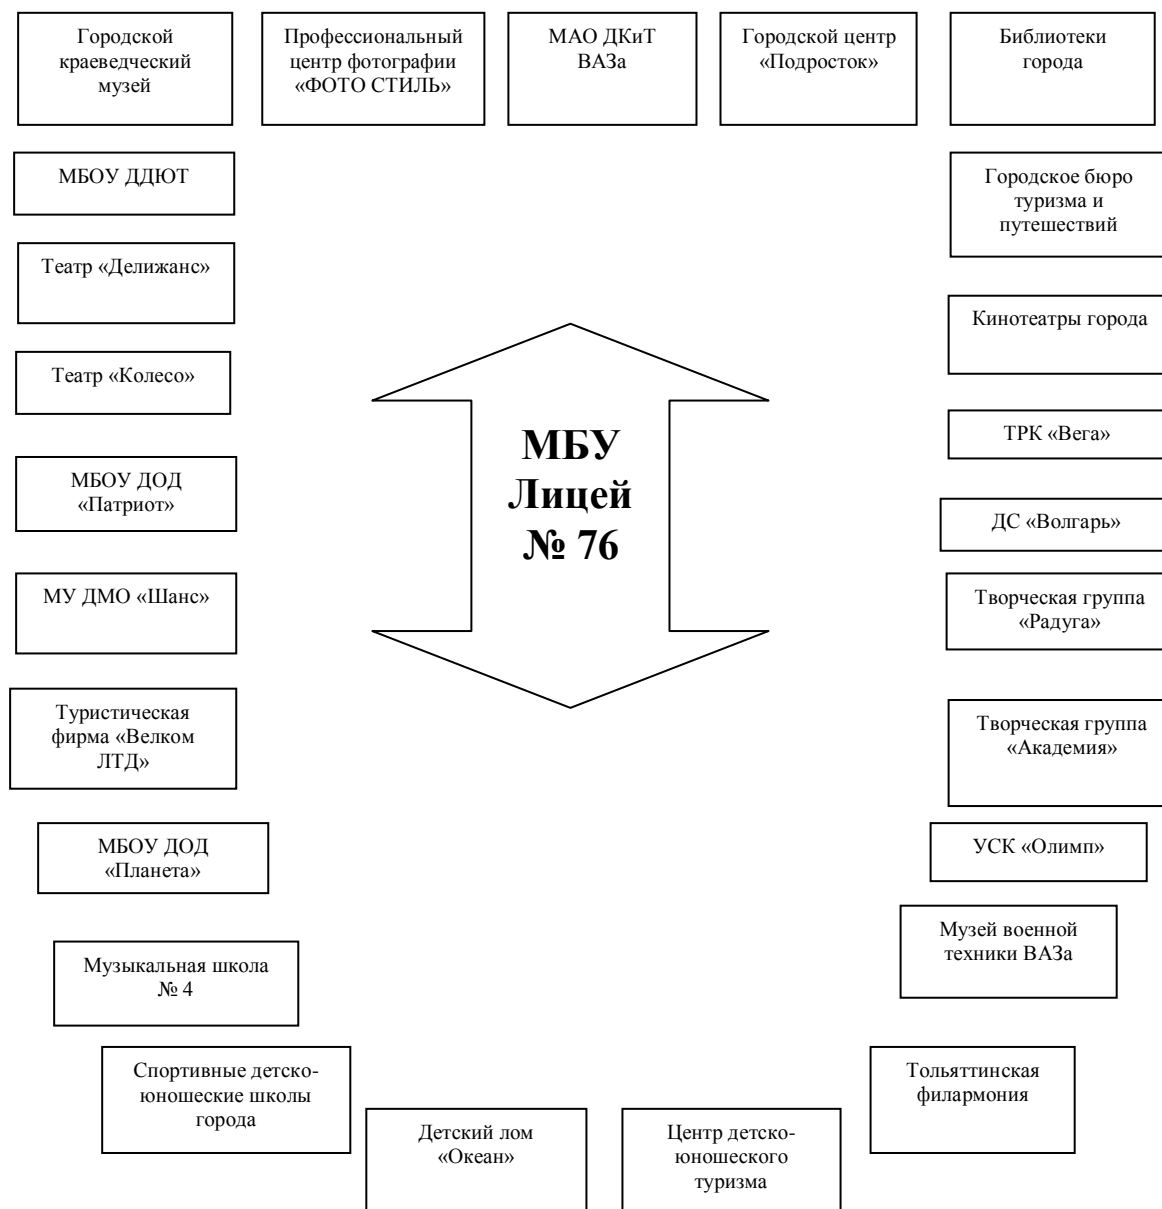 Городской
краеведческий
музей
Профессиональный
центр фотографии
«ФОТО СТИЛЬ»
МАО ДКиТ
ВАЗа
Городской центр
«Подросток»
Библиотеки
города
МБОУ ДДЮТ
Городское бюро
туризма и
путешествий
Театр «Делижанс»
Кинотеатры города
Театр «Колесо»
ТРК «Вега»
МБУ
Лицей
№ 76
МБОУ ДОД
«Патриот»
ДС «Волгарь»
МУ ДМО «Шанс»
Творческая группа
«Радуга»
Туристическая
фирма «Велком
ЛТД»
Творческая группа
«Академия»
МБОУ ДОД
«Планета»
УСК «Олимп»
Музей военной
техники ВАЗа
Музыкальная школа
№ 4
Спортивные детско-
юношеские школы
города
Тольяттинская
филармония
Детский лом
«Океан»
Центр детско-
юношеского
туризма